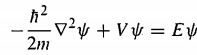 −ℏ²/2m ∇²ψ + Vψ = Eψ